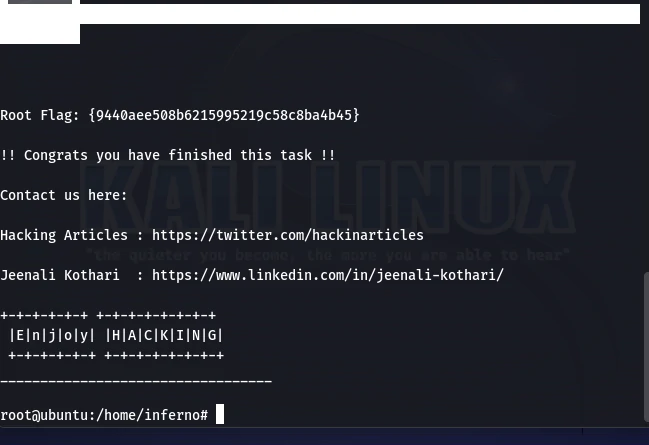 Root Flag: {9440aee508b6215995219c58c8ba4b45}
!! Congrats you have finished this task !!
Contact us here:
Hacking Articles : https://twitter.com/hackinarticles
Jeenali Kothari  : https://www.linkedin.com/in/jeenali-kothari/
+-+-+-+-+-+ +-+-+-+-+-+-+-+
 |E|n|j|o|y| |H|A|C|K|I|N|G|
 +-+-+-+-+-+ +-+-+-+-+-+-+-+
__________________________________
root@ubuntu:/home/inferno#
KALI LINUX
"the quieter you become, the more you are able to hear"